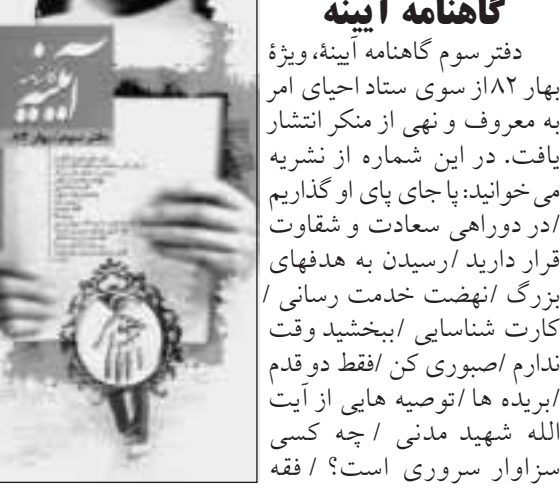 گاهنامه آیینه
دفتر سوم گاهنامه آیینهٔ، ویژهٔ
بهار ۸۲ از سوی ستاد احیای امر
به معروف و نهی از منکر انتشار
یافت. در این شماره از نشریه
می خوانید: پا جای پای او گذاریم
/در دوراهی سعادت و شقاوت
قرار دارید /رسیدن به هدفهای
بزرگ /نهضت خدمت رسانی /
کارت شناسایی /ببخشید وقت
ندارم /صبوری کن /فقط دو قدم
/بریده ها /توصیه هایی از آیت
الله شهید مدنی / چه کسی
سزاوار سروری است؟ / فقه
آیینه
دفتر سوم، بهار ۸۲